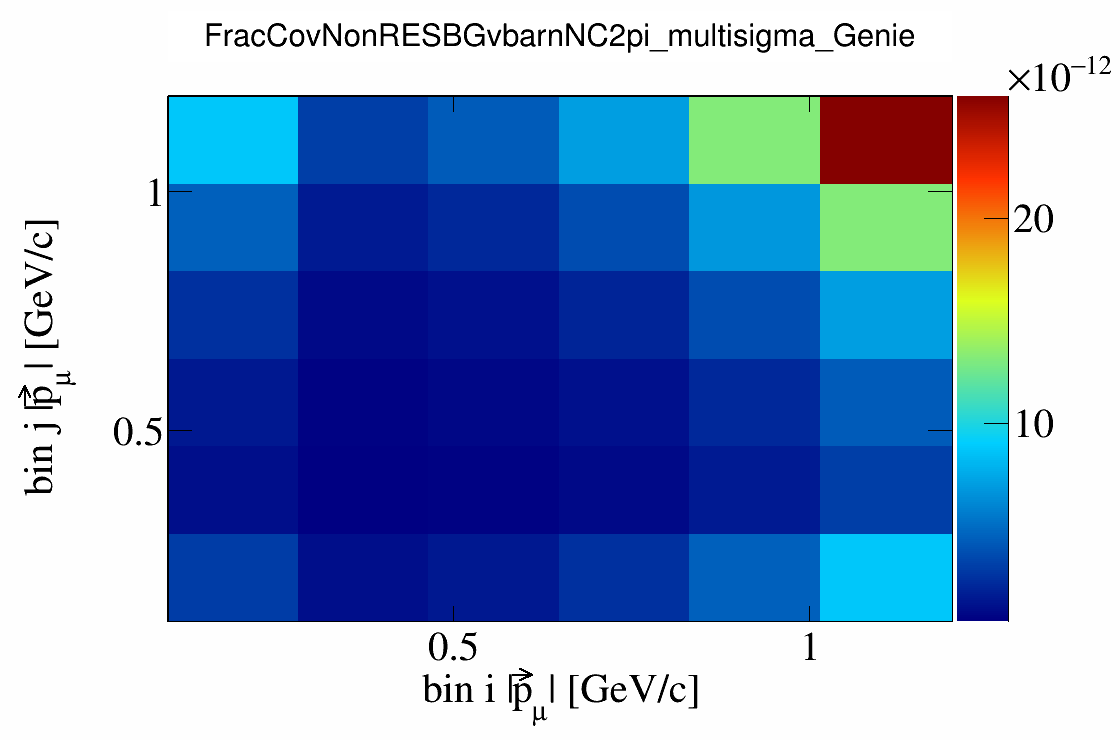 FracCovNonRESBGvbarnNC2pi_multisigma_Genie
×10⁻¹²
20
10
1
0.5
bin j |p⃗_μ| [GeV/c]
0.5 1
bin i |p⃗_μ| [GeV/c]